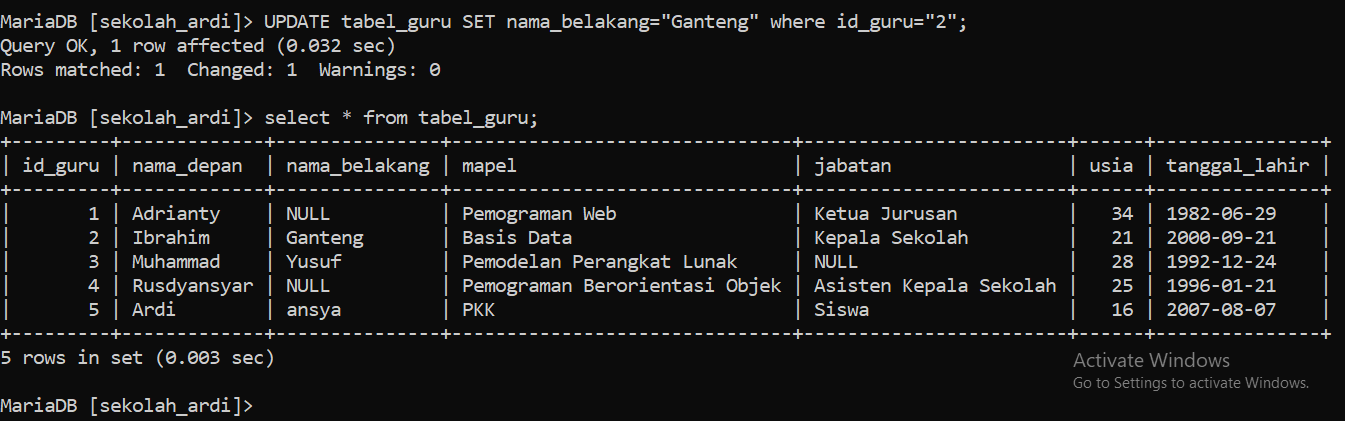 MariaDB [sekolah_ardi]> UPDATE tabel_guru SET nama_belakang="Ganteng" where id_guru="2";
Query OK, 1 row affected (0.032 sec)
Rows matched: 1  Changed: 1  Warnings: 0

MariaDB [sekolah_ardi]> select * from tabel_guru;
+---------+-------------+---------------+-----------------------------+------------------------+------+---------------+
| id_guru | nama_depan  | nama_belakang | mapel                       | jabatan                | usia | tanggal_lahir |
+---------+-------------+---------------+-----------------------------+------------------------+------+---------------+
|       1 | Adrianty    | NULL          | Pemograman Web              | Ketua Jurusan          |   34 | 1982-06-29    |
|       2 | Ibrahim     | Ganteng       | Basis Data                  | Kepala Sekolah         |   21 | 2000-09-21    |
|       3 | Muhammad    | Yusuf         | Pemodelan Perangkat Lunak   | NULL                   |   28 | 1992-12-24    |
|       4 | Rusdyansyar | NULL          | Pemograman Berorientasi Objek | Asisten Kepala Sekolah |   25 | 1996-01-21    |
|       5 | Ardi        | ansya         | PKK                         | Siswa                  |   16 | 2007-08-07    |
+---------+-------------+---------------+-----------------------------+------------------------+------+---------------+
5 rows in set (0.003 sec)
Activate Windows
Go to Settings to activate Windows.
MariaDB [sekolah_ardi]>